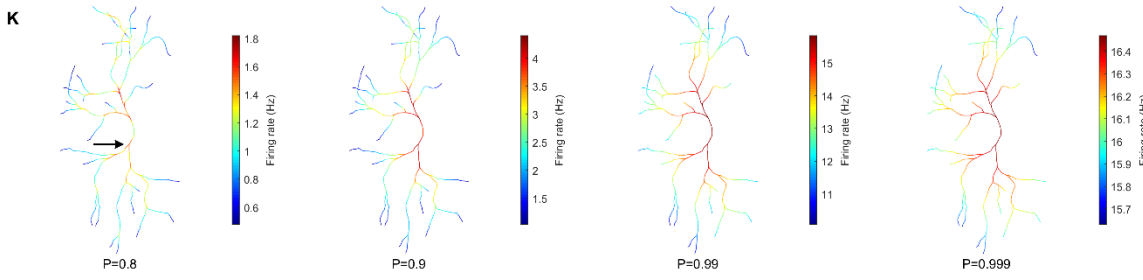 K
1.8
1.6
1.4
1.2
1
0.8
0.6
Firing rate (Hz)
P=0.8
4
3.5
3
2.5
2
1.5
Firing rate (Hz)
P=0.9
15
14
13
12
11
Firing rate (Hz)
P=0.99
16.4
16.3
16.2
16.1
16
15.9
15.8
15.7
Firing rate (Hz)
P=0.999